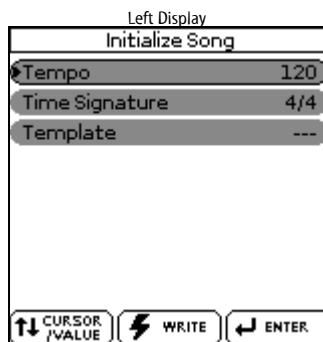 Left Display
Initialize Song
Tempo 120
Time Signature 4/4
Template ---
CURSOR /VALUE WRITE ENTER